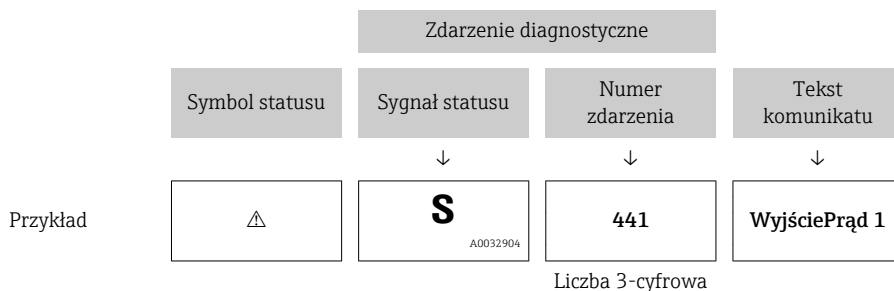 Zdarzenie diagnostyczne
Symbol statusu
Sygnał statusu
Numer
zdarzenia
Tekst
komunikatu
↓ ↓ ↓
Przykład
⚠
S
A0032904
441
WyjściePrąd 1
Liczba 3-cyfrowa